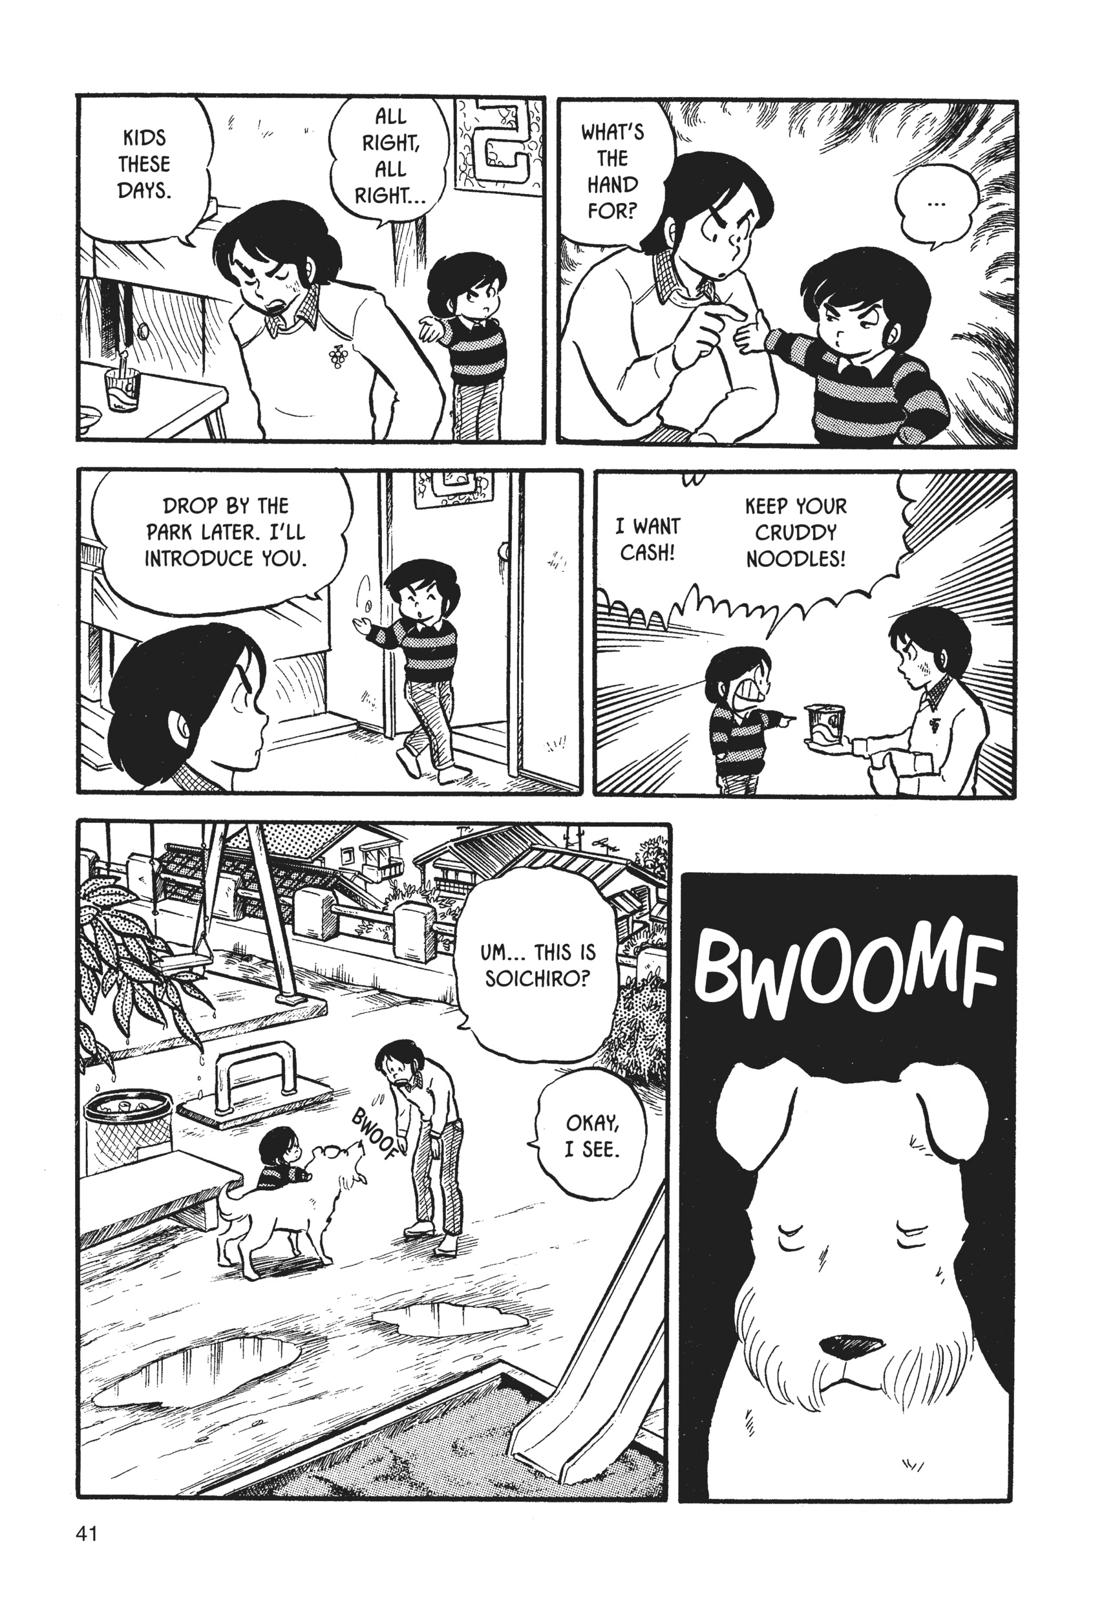 ...
WHAT'S
THE
HAND
FOR?
ALL
RIGHT,
ALL
RIGHT...
KIDS
THESE
DAYS.
KEEP YOUR
CRUDDY
NOODLES!
I WANT
CASH!
DROP BY THE
PARK LATER. I'LL
INTRODUCE YOU.
BWOOMF
UM... THIS IS
SOICHIRO?
OKAY,
I SEE.
BWOOF
41